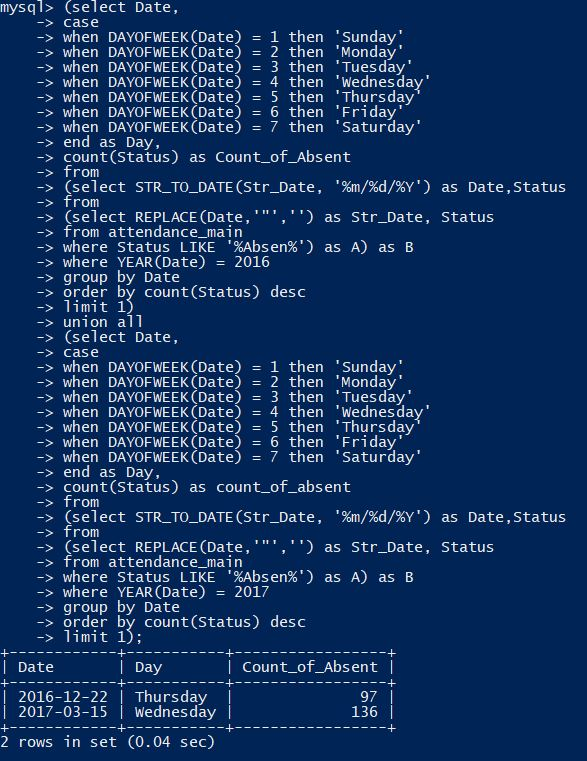 mysql> (select Date,
    -> case
    -> when DAYOFWEEK(Date) = 1 then 'Sunday'
    -> when DAYOFWEEK(Date) = 2 then 'Monday'
    -> when DAYOFWEEK(Date) = 3 then 'Tuesday'
    -> when DAYOFWEEK(Date) = 4 then 'Wednesday'
    -> when DAYOFWEEK(Date) = 5 then 'Thursday'
    -> when DAYOFWEEK(Date) = 6 then 'Friday'
    -> when DAYOFWEEK(Date) = 7 then 'Saturday'
    -> end as Day,
    -> count(Status) as Count_of_Absent
    -> from
    -> (select STR_TO_DATE(Str_Date, '%m/%d/%Y') as Date,Status
    -> from
    -> (select REPLACE(Date,'"','') as Str_Date, Status
    -> from attendance_main
    -> where Status LIKE '%Absen%') as A) as B
    -> where YEAR(Date) = 2016
    -> group by Date
    -> order by count(Status) desc
    -> limit 1)
    -> union all
    -> (select Date,
    -> case
    -> when DAYOFWEEK(Date) = 1 then 'Sunday'
    -> when DAYOFWEEK(Date) = 2 then 'Monday'
    -> when DAYOFWEEK(Date) = 3 then 'Tuesday'
    -> when DAYOFWEEK(Date) = 4 then 'Wednesday'
    -> when DAYOFWEEK(Date) = 5 then 'Thursday'
    -> when DAYOFWEEK(Date) = 6 then 'Friday'
    -> when DAYOFWEEK(Date) = 7 then 'Saturday'
    -> end as Day,
    -> count(Status) as count_of_absent
    -> from
    -> (select STR_TO_DATE(Str_Date, '%m/%d/%Y') as Date,Status
    -> from
    -> (select REPLACE(Date,'"','') as Str_Date, Status
    -> from attendance_main
    -> where Status LIKE '%Absen%') as A) as B
    -> where YEAR(Date) = 2017
    -> group by Date
    -> order by count(Status) desc
    -> limit 1);
+------------+-----------+-----------------+
| Date       | Day       | Count_of_Absent |
+------------+-----------+-----------------+
| 2016-12-22 | Thursday  |              97 |
| 2017-03-15 | Wednesday |             136 |
+------------+-----------+-----------------+
2 rows in set (0.04 sec)